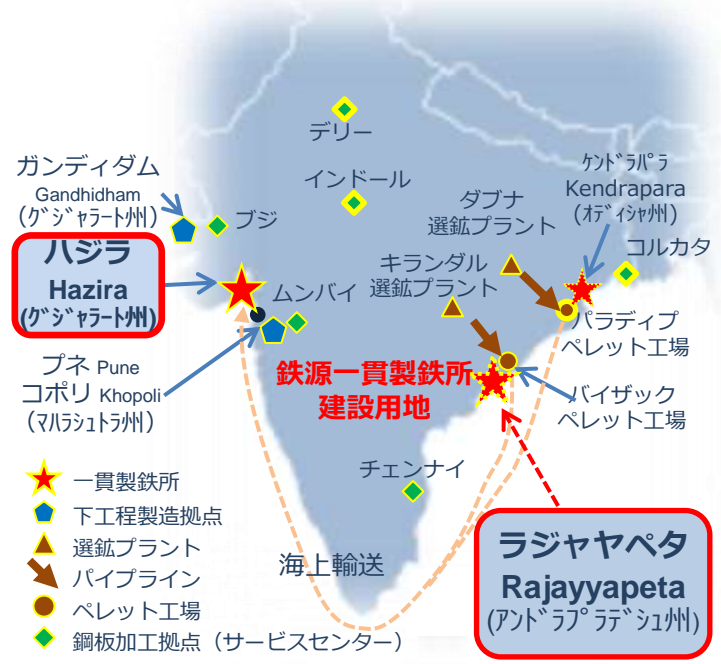 デリー
ガンディダム
Gandhidham
(ｸﾞｼﾞｬﾗｰﾄ州)
ブジ
インドール
ダブナ
選鉱プラント
ｹﾝﾄﾞﾗﾊﾟﾗ
Kendrapara
(ｵﾃﾞｨｼｬ州)
コルカタ
ハジラ
Hazira
(ｸﾞｼﾞｬﾗｰﾄ州)
ムンバイ
キランダル
選鉱プラント
パラディプ
ペレット工場
プネ Pune
コポリ Khopoli
(ﾏﾊﾗｼｭﾄﾗ州)
鉄源一貫製鉄所
建設用地
バイザック
ペレット工場
チェンナイ
海上輸送
ラジャヤペタ
Rajayyapeta
(ｱﾝﾄﾞﾗﾌﾟﾗﾃﾞｼｭ州)
一貫製鉄所
下工程製造拠点
選鉱プラント
パイプライン
ペレット工場
鋼板加工拠点（サービスセンター）